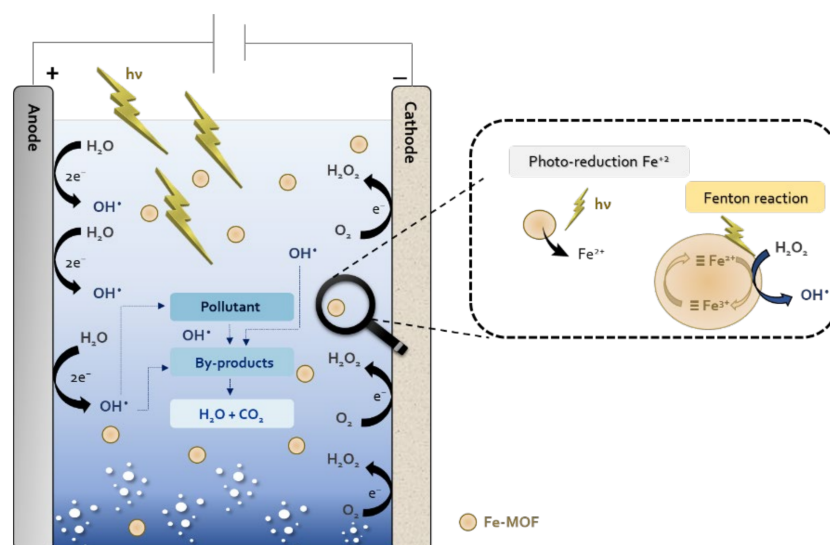 +
hν
–
Anode
Cathode
H₂O
2e⁻
OH•
H₂O
2e⁻
OH•
H₂O
2e⁻
OH•
H₂O₂
e⁻
O₂
OH•
Pollutant
OH•
By-products
H₂O + CO₂
H₂O₂
e⁻
O₂
H₂O₂
e⁻
O₂
Photo-reduction Fe⁺²
hν
Fe²⁺
Fenton reaction
H₂O₂
≡ Fe²⁺
≡ Fe³⁺
OH•
Fe-MOF